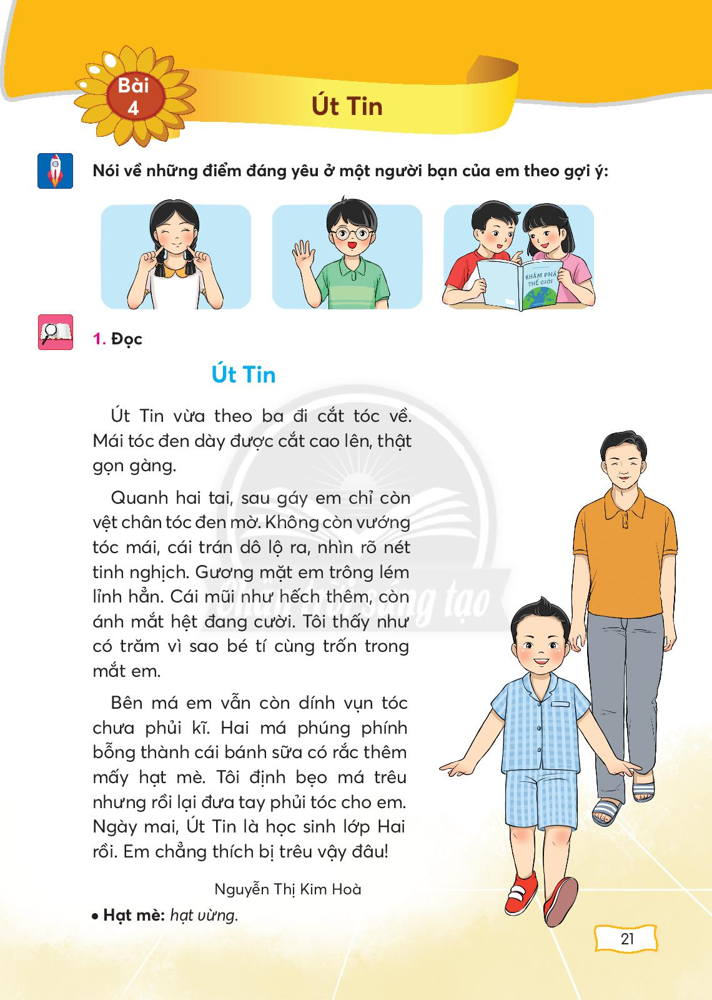 Bài
4
Út Tin
Nói về những điểm đáng yêu ở một người bạn của em theo gợi ý:
KHÁM PHÁ
THẾ GIỚI
1. Đọc
Út Tin
Út Tin vừa theo ba đi cắt tóc về.
Mái tóc đen dày được cắt cao lên, thật
gọn gàng.
Quanh hai tai, sau gáy em chỉ còn
vệt chân tóc đen mờ. Không còn vướng
tóc mái, cái trán dô lộ ra, nhìn rõ nét
tinh nghịch. Gương mặt em trông lém
lỉnh hẳn. Cái mũi như hếch thêm, còn
ánh mắt hệt đang cười. Tôi thấy như
có trăm vì sao bé tí cùng trốn trong
mắt em.
Bên má em vẫn còn dính vụn tóc
chưa phủi kĩ. Hai má phúng phính
bỗng thành cái bánh sữa có rắc thêm
mấy hạt mè. Tôi định bẹo má trêu
nhưng rồi lại đưa tay phủi tóc cho em.
Ngày mai, Út Tin là học sinh lớp Hai
rồi. Em chẳng thích bị trêu vậy đâu!
Nguyễn Thị Kim Hoà
• Hạt mè: hạt vừng.
Chân trời sáng tạo
21